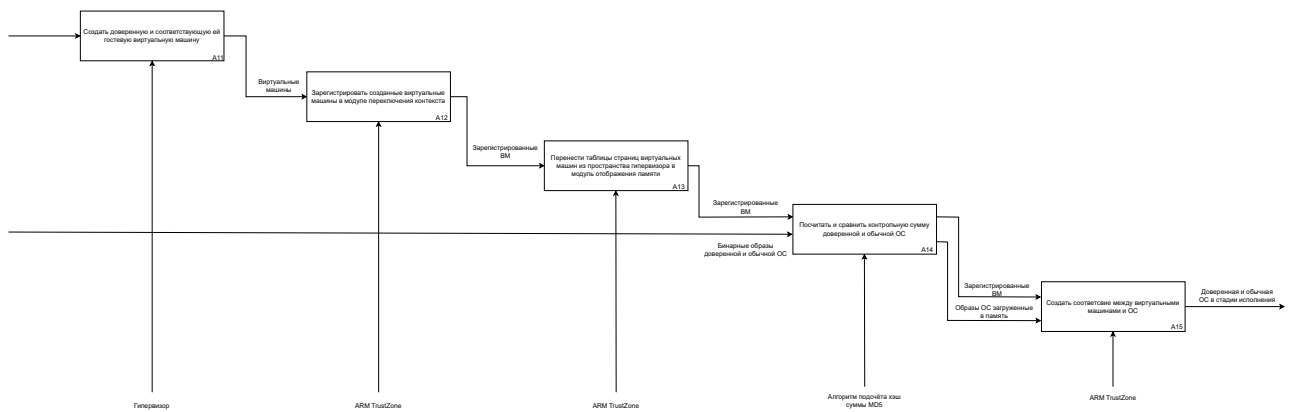 Создать доверенную и соответствующую ей
гостевую виртуальную машину
A11
Виртуальные
машины
Зарегистрировать созданные виртуальные
машины в модуле переключения контекста
A12
Зарегистрированные
ВМ
Перенести таблицы страниц виртуальных
машин из пространства гипервизора в
модуль отображения памяти
A13
Зарегистрированные
ВМ
Бинарные образы
доверенной и обычной ОС
Посчитать и сравнить контрольную сумму
доверенной и обычной ОС
A14
Зарегистрированные
ВМ
Образы ОС загруженные
в память
Создать соответсвие между виртуальными
машинами и ОС
A15
Доверенная и обычная
ОС в стадии исполнения
Гипервизор
ARM TrustZone
ARM TrustZone
Алгоритм подсчёта хэш
суммы MD5
ARM TrustZone